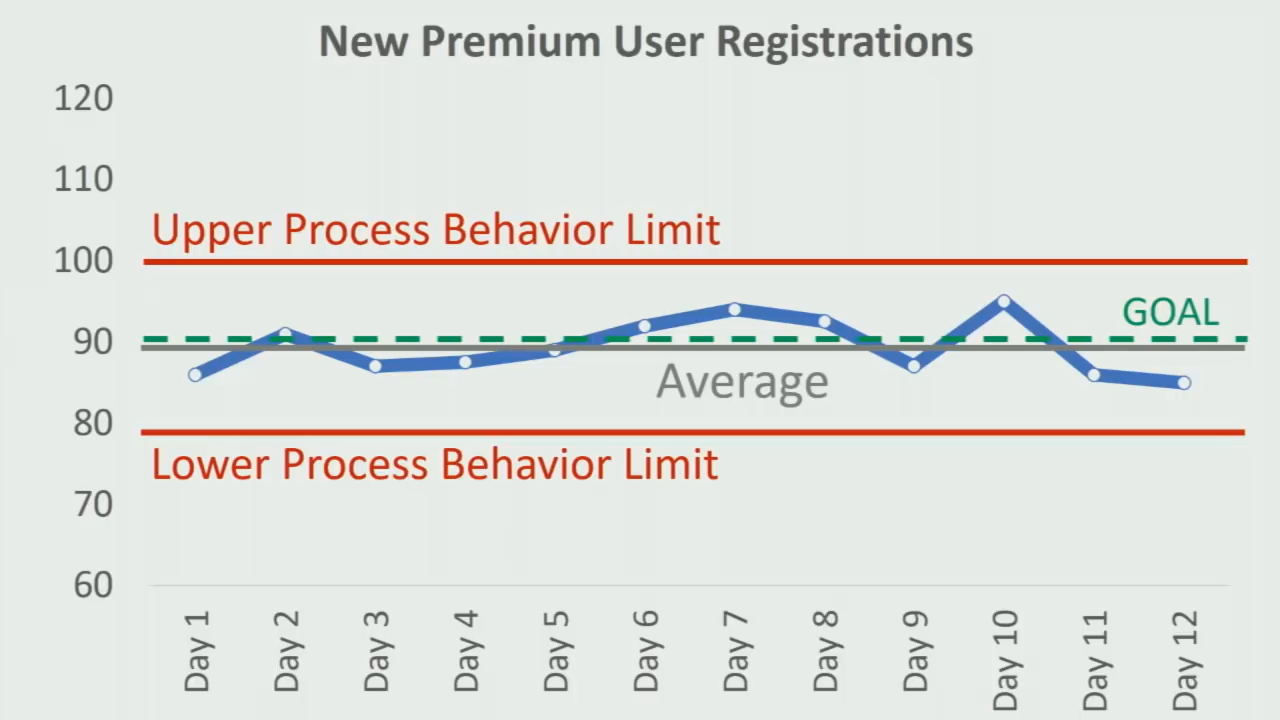 New Premium User Registrations
120
110
Upper Process Behavior Limit
100
GOAL
90
Average
80
Lower Process Behavior Limit
70
60
Day 1
Day 2
Day 3
Day 4
Day 5
Day 6
Day 7
Day 8
Day 9
Day 10
Day 11
Day 12